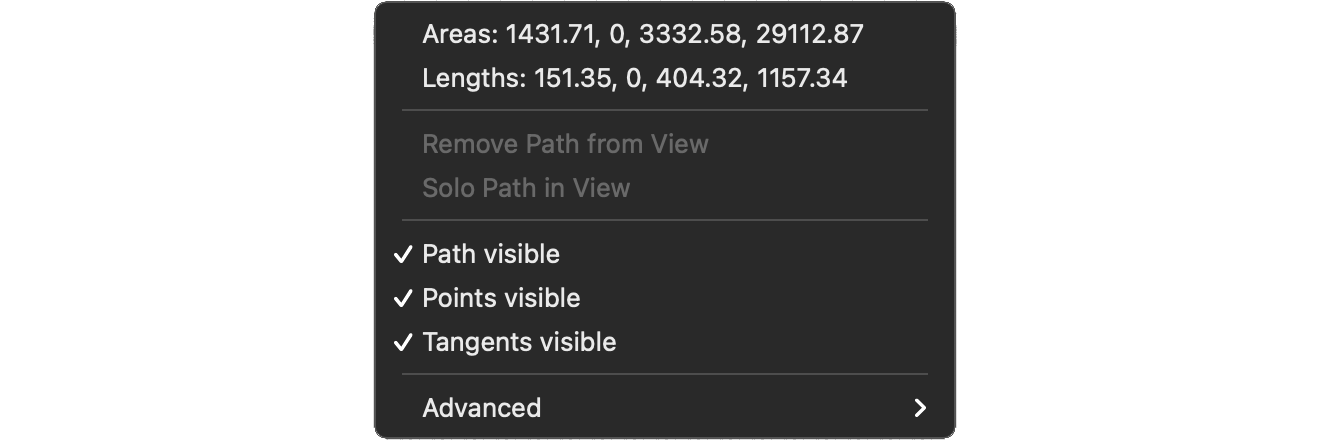 Areas: 1431.71, 0, 3332.58, 29112.87
Lengths: 151.35, 0, 404.32, 1157.34
Remove Path from View
Solo Path in View
Path visible
Points visible
Tangents visible
Advanced